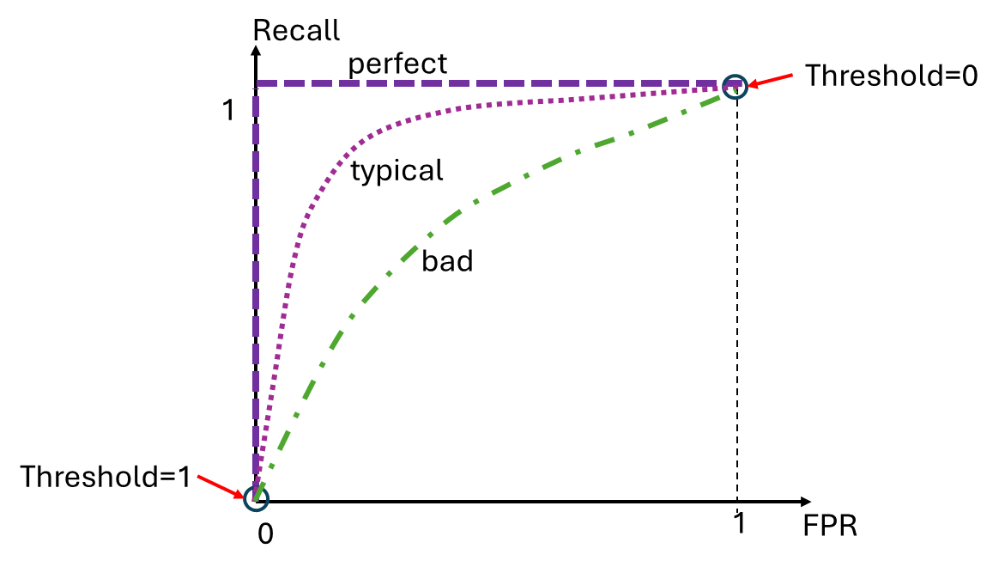 Recall
perfect
Threshold=0
1
typical
bad
Threshold=1
0
1
FPR